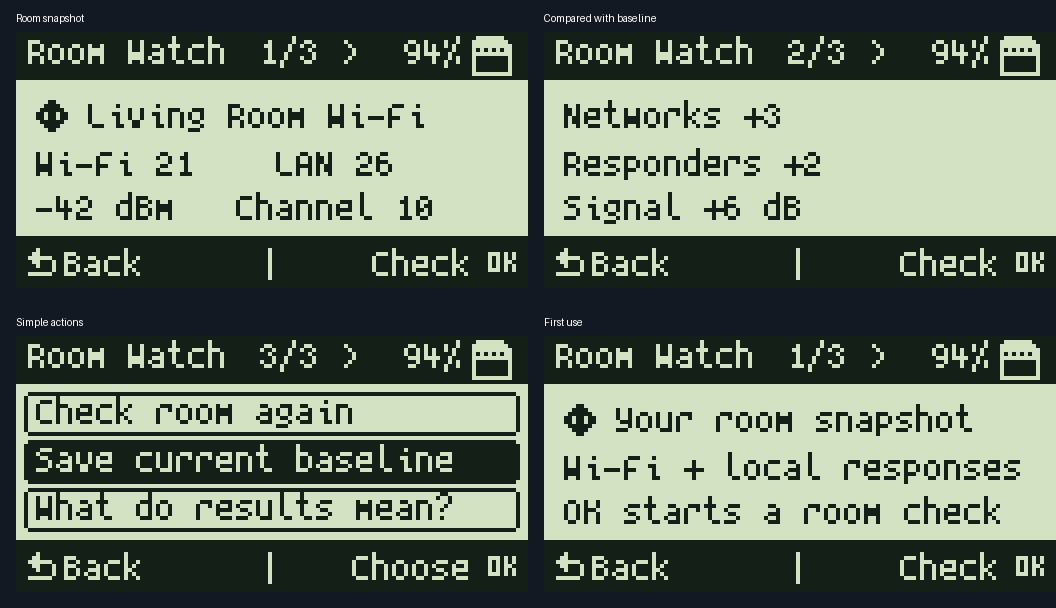 Room snapshot
Room Watch 1/3 > 94%
Living Room Wi-Fi
Wi-Fi 21 LAN 26
-42 dBm Channel 10
Back | Check OK
Compared with baseline
Room Watch 2/3 > 94%
Networks +3
Responders +2
Signal +6 dB
Back | Check OK
Simple actions
Room Watch 3/3 > 94%
Check room again
Save current baseline
What do results mean?
Back | Choose OK
First use
Room Watch 1/3 > 94%
Your room snapshot
Wi-Fi + local responses
OK starts a room check
Back | Check OK